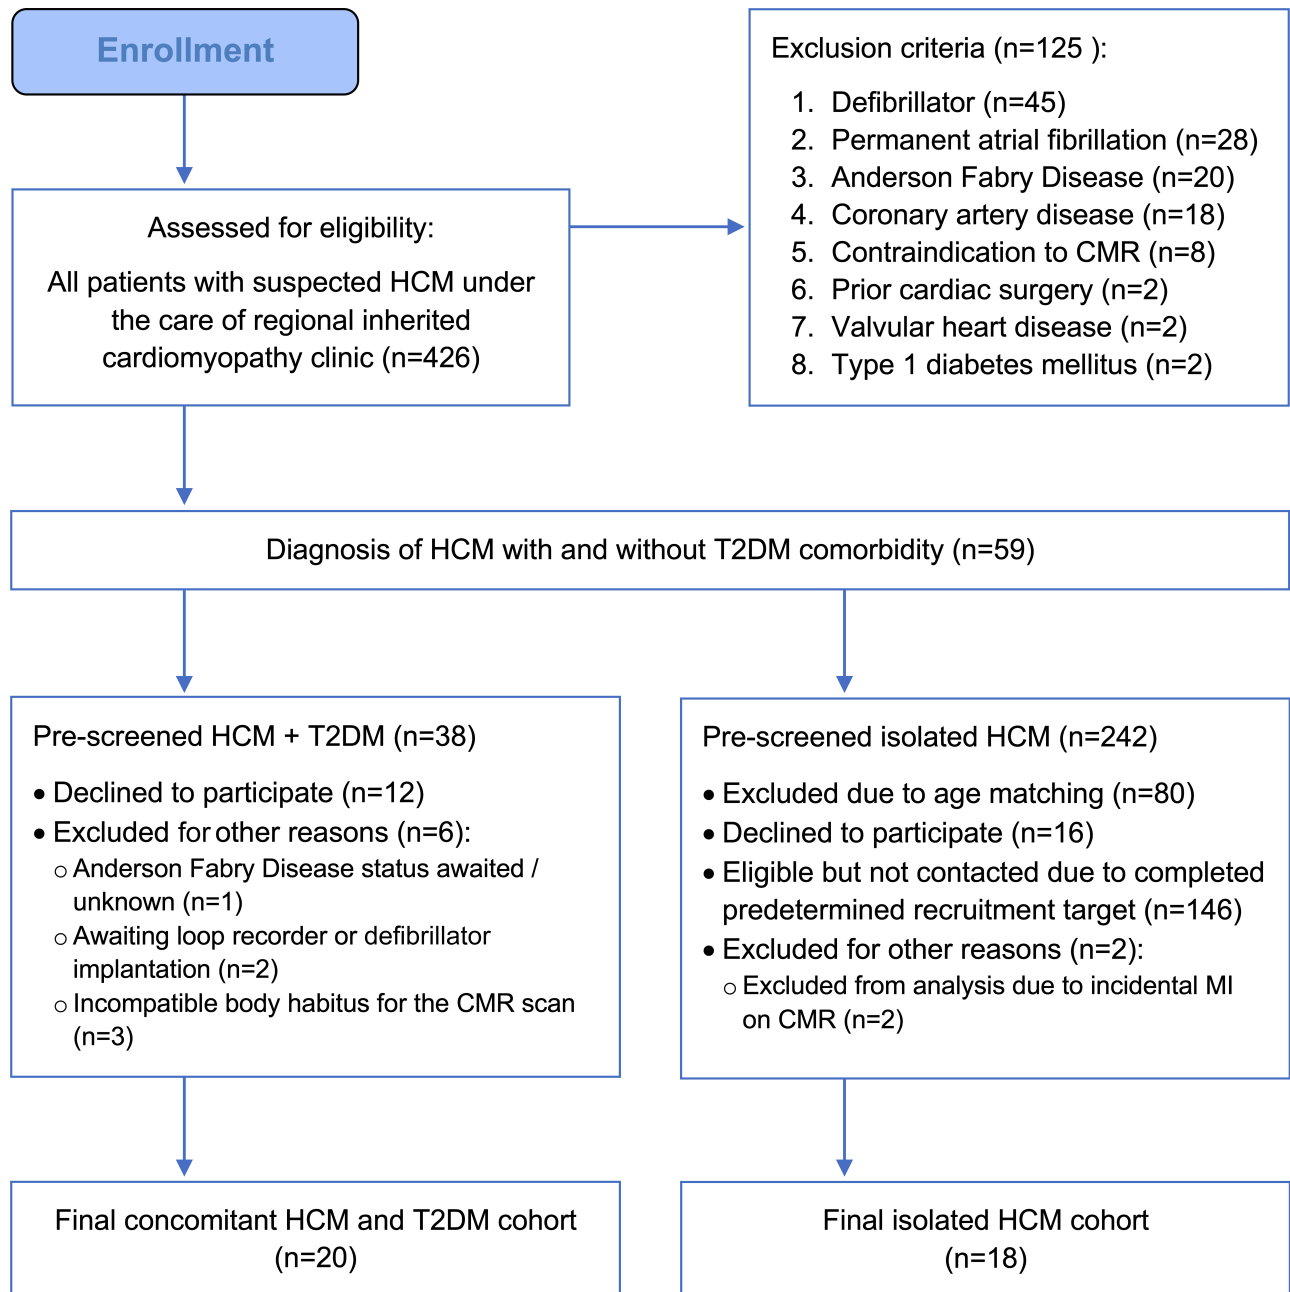 Enrollment
Exclusion criteria (n=125 ):
1. Defibrillator (n=45)
2. Permanent atrial fibrillation (n=28)
3. Anderson Fabry Disease (n=20)
4. Coronary artery disease (n=18)
5. Contraindication to CMR (n=8)
6. Prior cardiac surgery (n=2)
7. Valvular heart disease (n=2)
8. Type 1 diabetes mellitus (n=2)
Assessed for eligibility:
All patients with suspected HCM under
the care of regional inherited
cardiomyopathy clinic (n=426)
Diagnosis of HCM with and without T2DM comorbidity (n=59)
Pre-screened HCM + T2DM (n=38)
• Declined to participate (n=12)
• Excluded for other reasons (n=6):
○ Anderson Fabry Disease status awaited /
unknown (n=1)
○ Awaiting loop recorder or defibrillator
implantation (n=2)
○ Incompatible body habitus for the CMR scan
(n=3)
Pre-screened isolated HCM (n=242)
• Excluded due to age matching (n=80)
• Declined to participate (n=16)
• Eligible but not contacted due to completed
predetermined recruitment target (n=146)
• Excluded for other reasons (n=2):
○ Excluded from analysis due to incidental MI
on CMR (n=2)
Final concomitant HCM and T2DM cohort
(n=20)
Final isolated HCM cohort
(n=18)